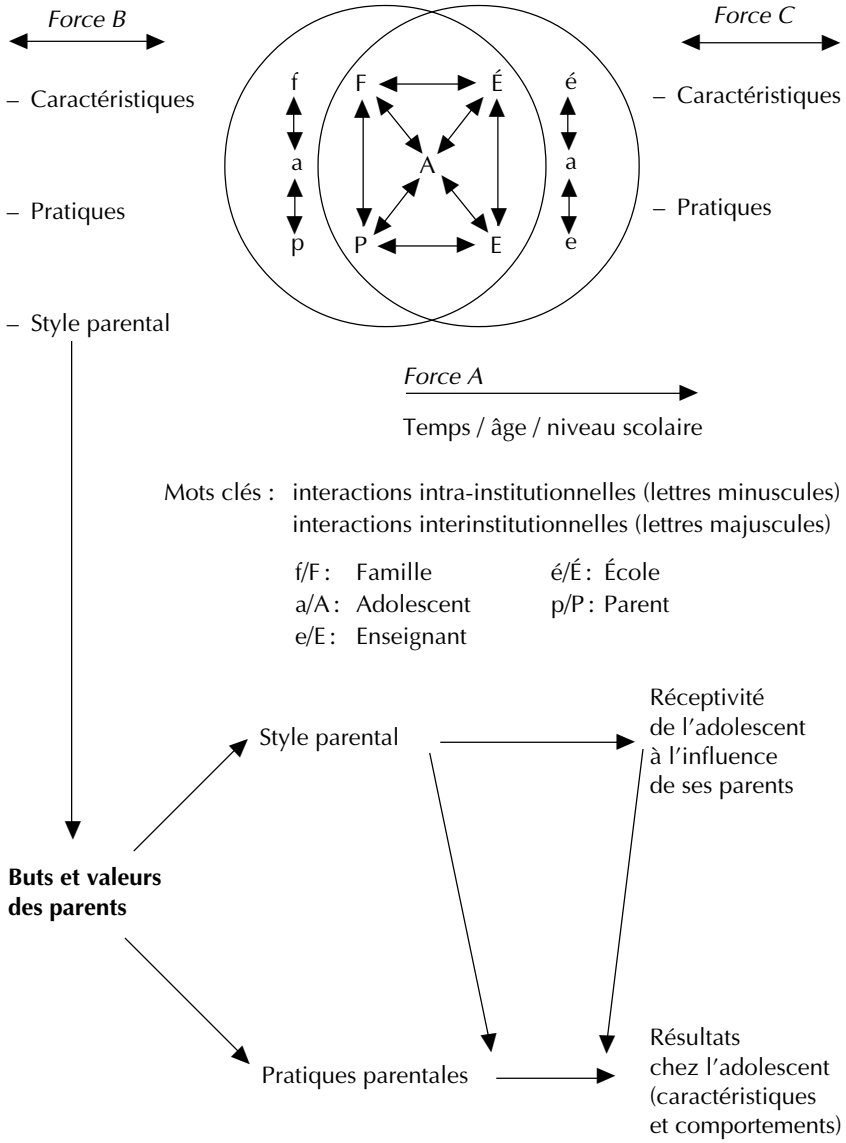 Force B
Force C
– Caractéristiques
– Pratiques
– Style parental
f
a
p
F
É
A
P
E
é
a
e
– Caractéristiques
– Pratiques
Force A
Temps / âge / niveau scolaire
Mots clés : interactions intra-institutionnelles (lettres minuscules)
interactions interinstitutionnelles (lettres majuscules)
f/F : Famille é/É : École
a/A : Adolescent p/P : Parent
e/E : Enseignant
Style parental
Réceptivité
de l'adolescent
à l'influence
de ses parents
Buts et valeurs
des parents
Pratiques parentales
Résultats
chez l'adolescent
(caractéristiques
et comportements)